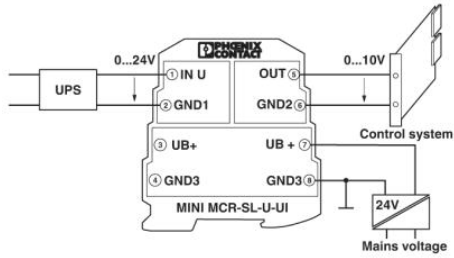 PHOENIX
CONTACT
0...24V
0...10V
① IN U
OUT ⑤
UPS
② GND1
GND2 ⑥
Control system
③ UB+
UB + ⑦
④ GND3
GND3 ⑧
24V
MINI MCR-SL-U-UI
Mains voltage